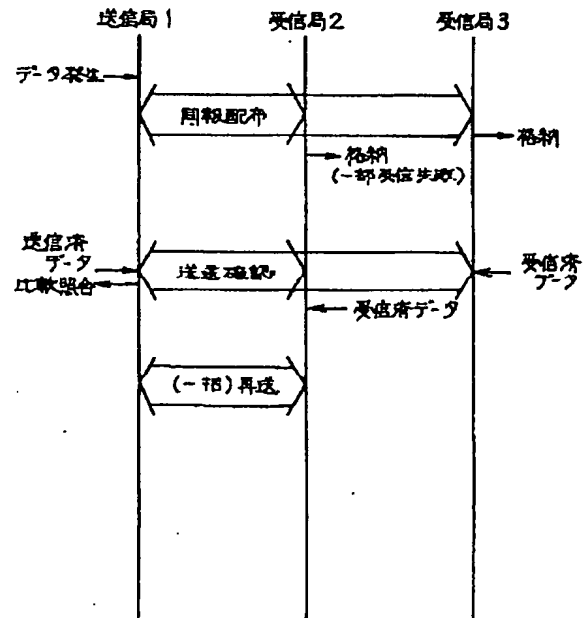 送信局1
受信局2
受信局3
データ発生
同報配布
格納
格納
(一部受信失敗)
送信済
データ
比較照合
送達確認
受信済
データ
受信済データ
(一部)再送